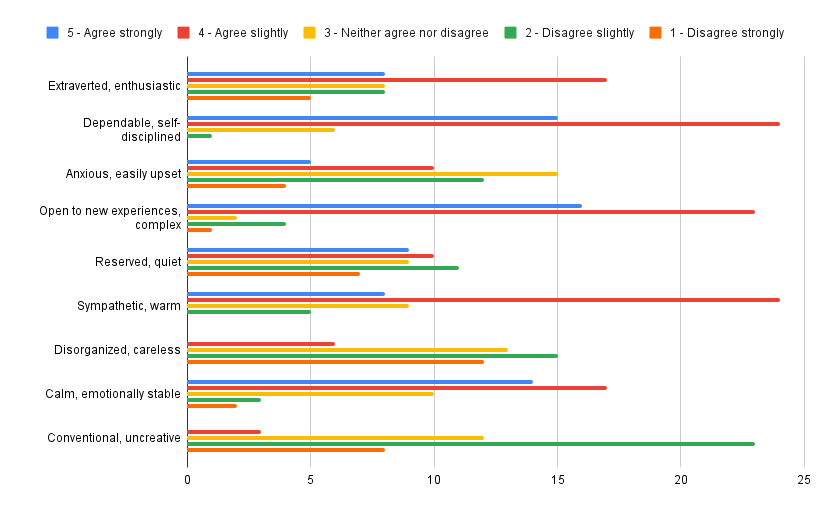 5 - Agree strongly 4 - Agree slightly 3 - Neither agree nor disagree 2 - Disagree slightly 1 - Disagree strongly
Extraverted, enthusiastic
Dependable, self-
disciplined
Anxious, easily upset
Open to new experiences,
complex
Reserved, quiet
Sympathetic, warm
Disorganized, careless
Calm, emotionally stable
Conventional, uncreative
0 5 10 15 20 25